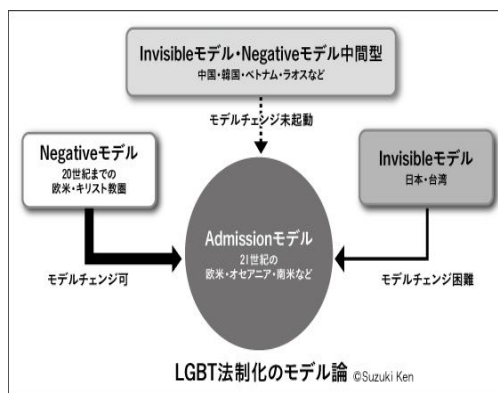 Invisibleモデル・Negativeモデル中間型
中国・韓国・ベトナム・ラオスなど
モデルチェンジ未起動
Negativeモデル
20世紀までの
欧米・キリスト教圏
Invisibleモデル
日本・台湾
Admissionモデル
21世紀の
欧米・オセアニア・南米など
モデルチェンジ可
モデルチェンジ困難
LGBT法制化のモデル論 ©Suzuki Ken